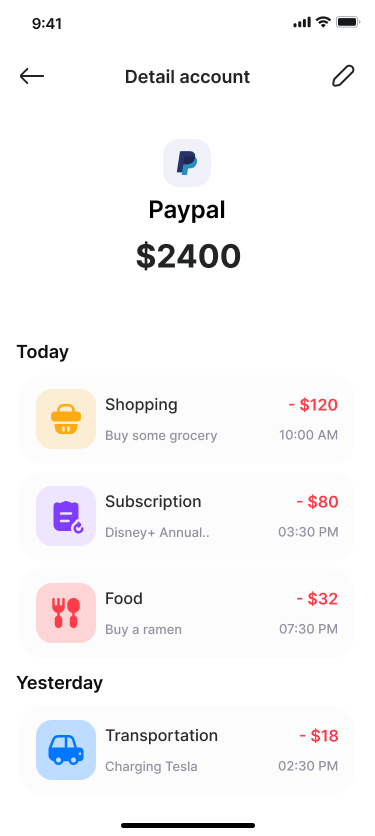 9:41
Detail account
Paypal
$2400
Today
Shopping - $120
Buy some grocery 10:00 AM
Subscription - $80
Disney+ Annual.. 03:30 PM
Food - $32
Buy a ramen 07:30 PM
Yesterday
Transportation - $18
Charging Tesla 02:30 PM